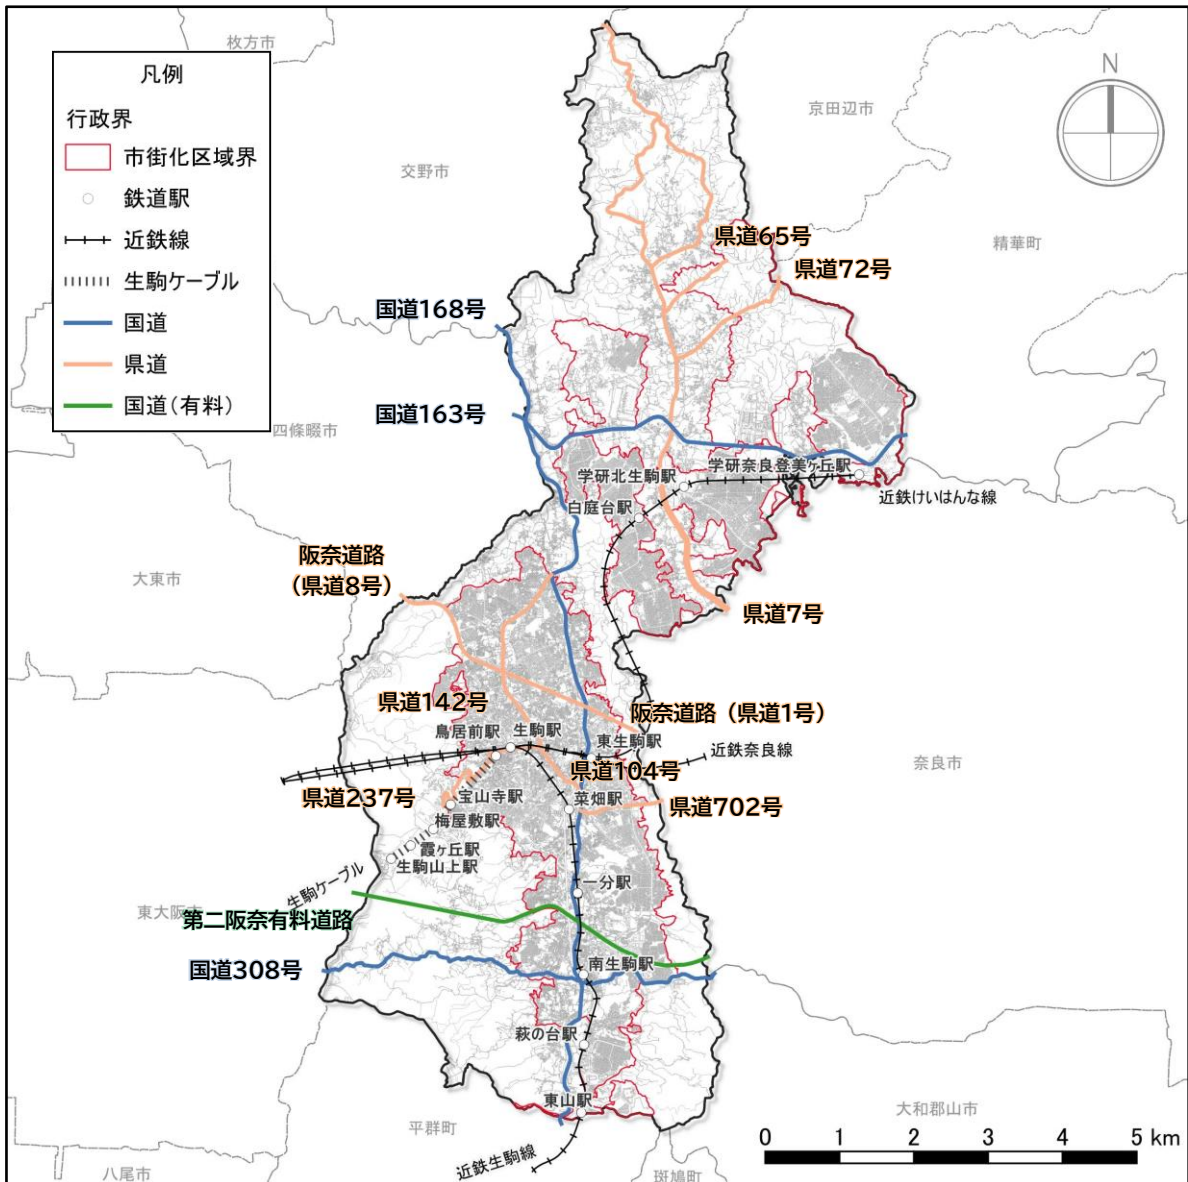 枚方市
凡例
行政界
市街化区域界
鉄道駅
近鉄線
生駒ケーブル
国道
県道
国道（有料）
N
京田辺市
交野市
精華町
県道65号
県道72号
国道168号
国道163号
四條畷市
学研北生駒駅
学研奈良登美ヶ丘駅
白庭台駅
近鉄けいはんな線
阪奈道路
（県道8号）
大東市
県道7号
県道142号
阪奈道路（県道1号）
鳥居前駅
生駒駅
東生駒駅
近鉄奈良線
奈良市
県道104号
県道237号
宝山寺駅
菜畑駅
県道702号
梅屋敷駅
霞ヶ丘駅
生駒山上駅
生駒ケーブル
一分駅
東大阪市
第二阪奈有料道路
国道308号
南生駒駅
萩の台駅
東山駅
平群町
大和郡山市
近鉄生駒線
八尾市
斑鳩町
0 1 2 3 4 5 km